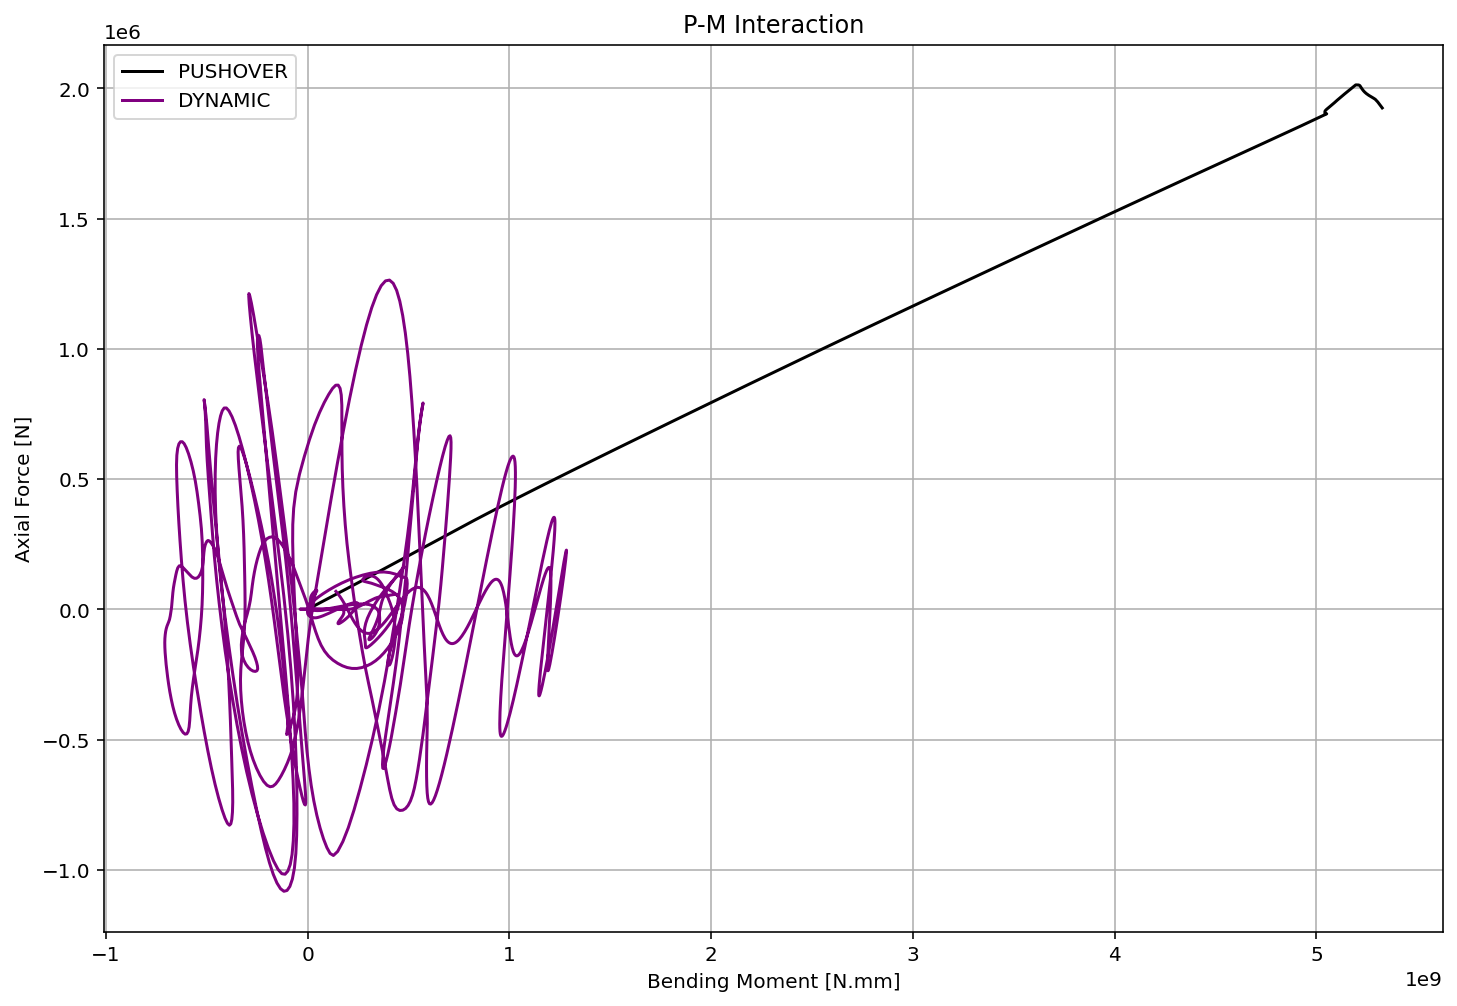 P-M Interaction
1e6
PUSHOVER
DYNAMIC
2.0
1.5
1.0
0.5
0.0
−0.5
−1.0
Axial Force [N]
−1 0 1 2 3 4 5
Bending Moment [N.mm]
1e9